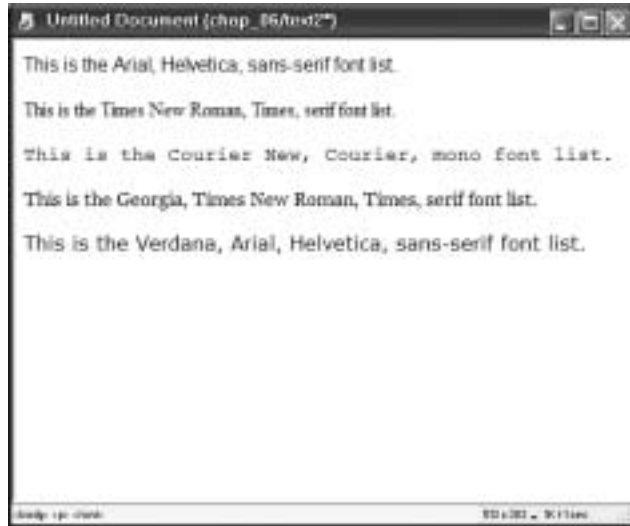 Untitled Document (chap_06/text2*)
This is the Arial, Helvetica, sans-serif font list.
This is the Times New Roman, Times, serif font list.
This is the Courier New, Courier, mono font list.
This is the Georgia, Times New Roman, Times, serif font list.
This is the Verdana, Arial, Helvetica, sans-serif font list.